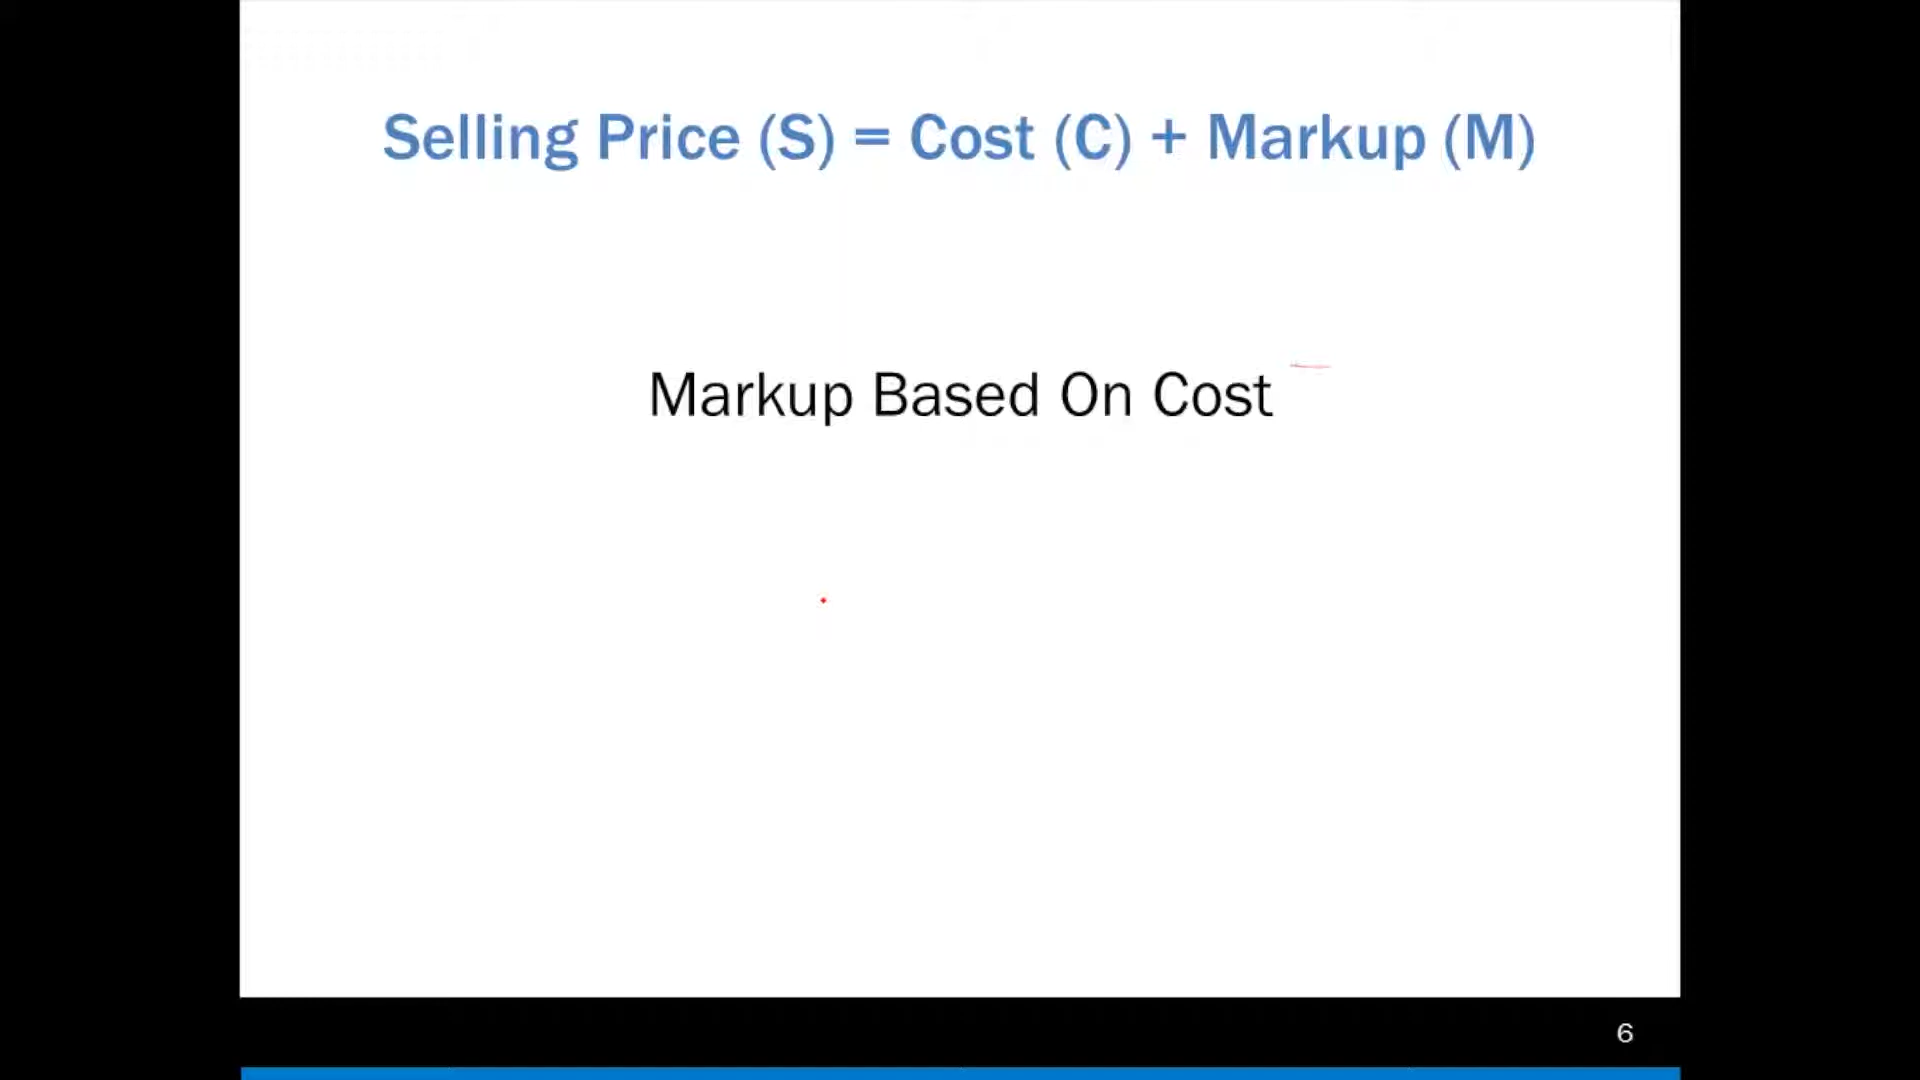 Selling Price (S) = Cost (C) + Markup (M)
Markup Based On Cost
6